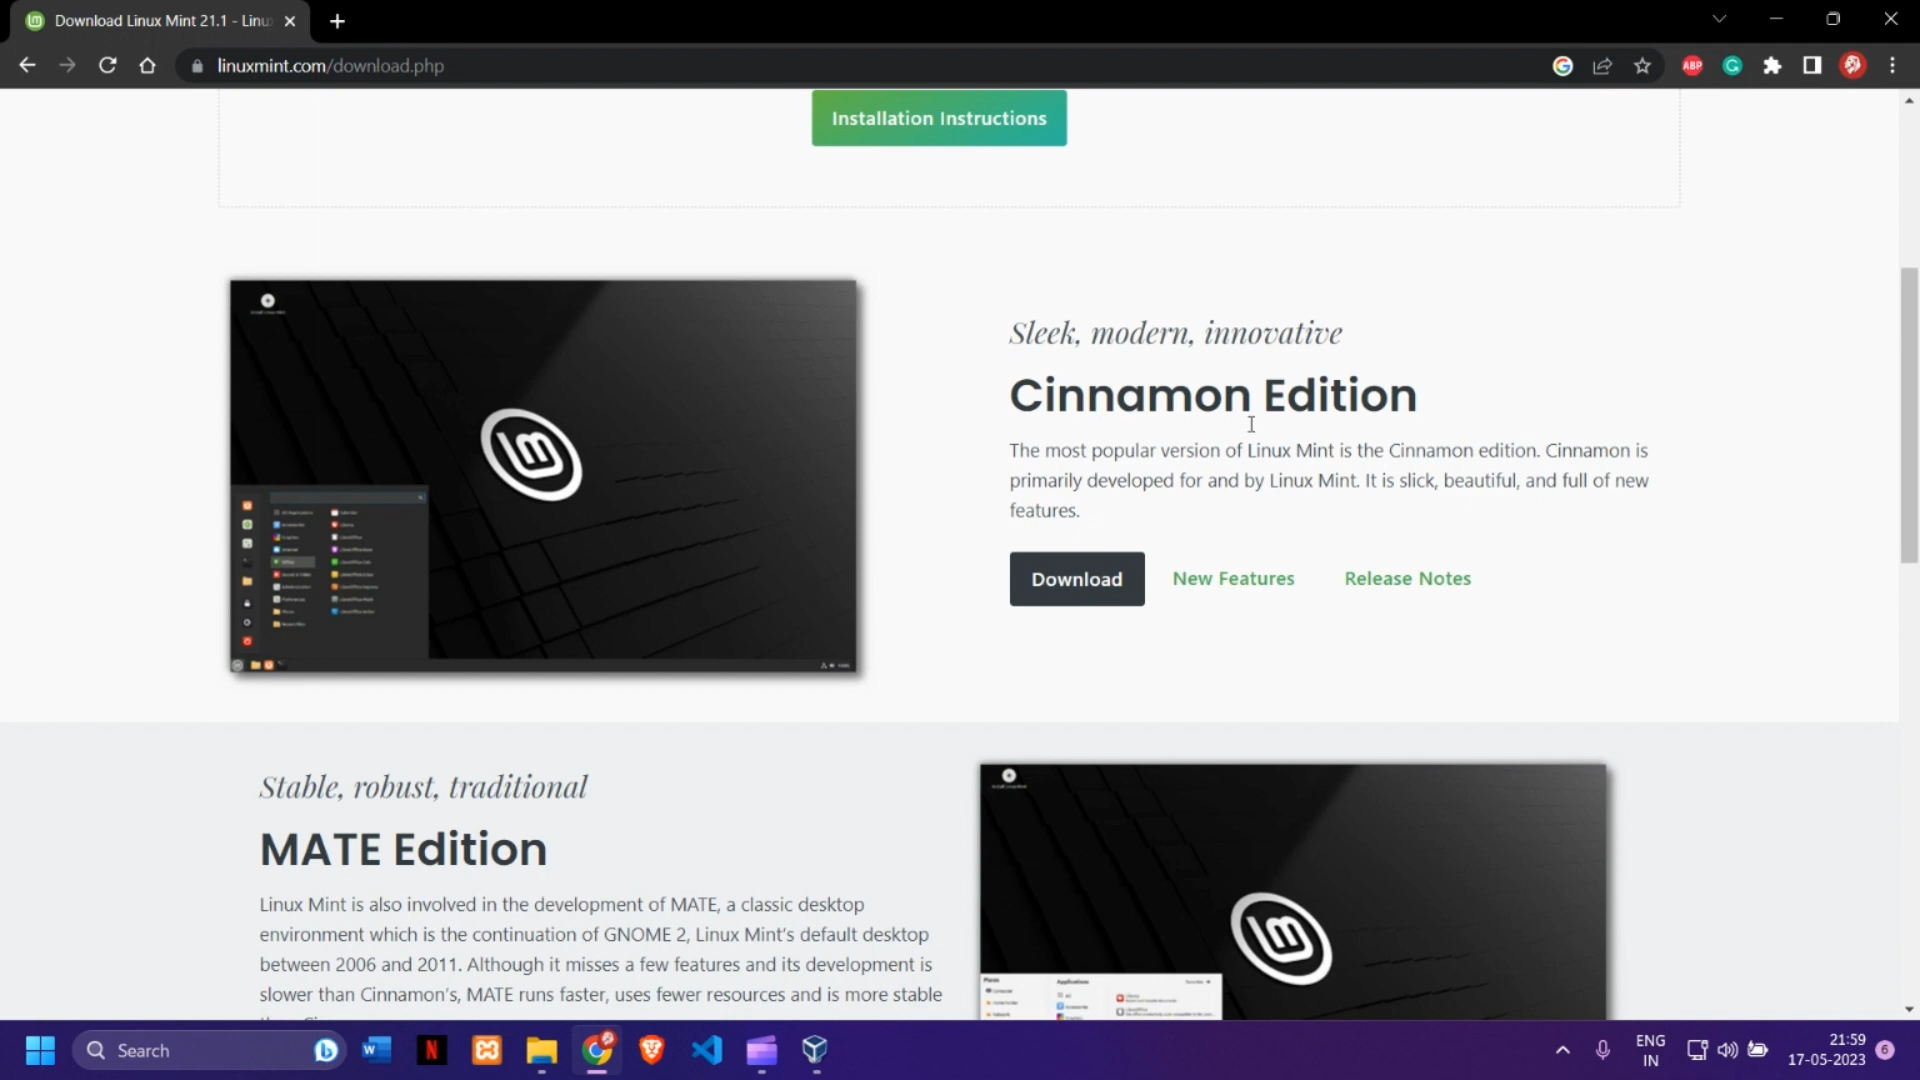 Download Linux Mint 21.1 - Linu
linuxmint.com/download.php
ABP
Installation Instructions
Sleek, modern, innovative
Cinnamon Edition
The most popular version of Linux Mint is the Cinnamon edition. Cinnamon is
primarily developed for and by Linux Mint. It is slick, beautiful, and full of new
features.
Download New Features Release Notes
Stable, robust, traditional
MATE Edition
Linux Mint is also involved in the development of MATE, a classic desktop
environment which is the continuation of GNOME 2, Linux Mint's default desktop
between 2006 and 2011. Although it misses a few features and its development is
slower than Cinnamon's, MATE runs faster, uses fewer resources and is more stable
Search
ENG
IN
21:59
17-05-2023
6